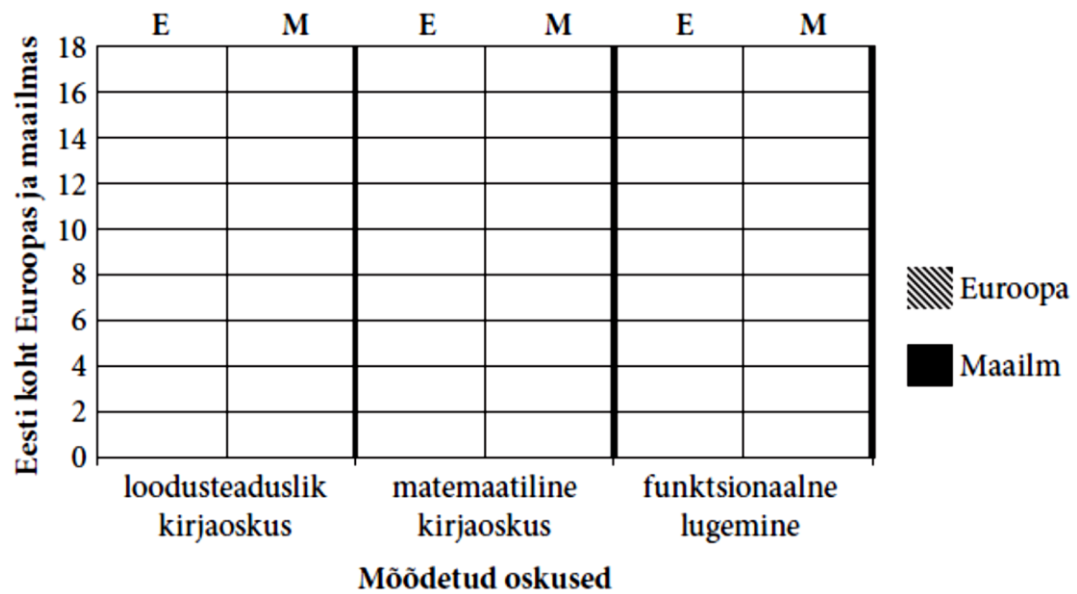 E M E M E M
18
16
14
12
10
8
6
4
2
0
Eesti koht Euroopas ja maailmas
loodusteaduslik
kirjaoskus
matemaatiline
kirjaoskus
funktsionaalne
lugemine
Mõõdetud oskused
Euroopa
Maailm